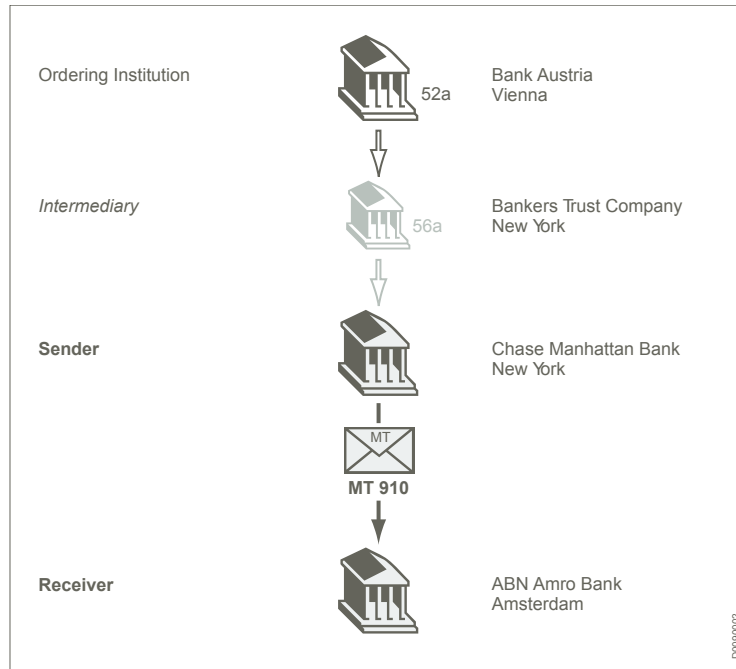 Ordering Institution
52a
Bank Austria
Vienna
Intermediary
56a
Bankers Trust Company
New York
Sender
Chase Manhattan Bank
New York
MT
MT 910
Receiver
ABN Amro Bank
Amsterdam